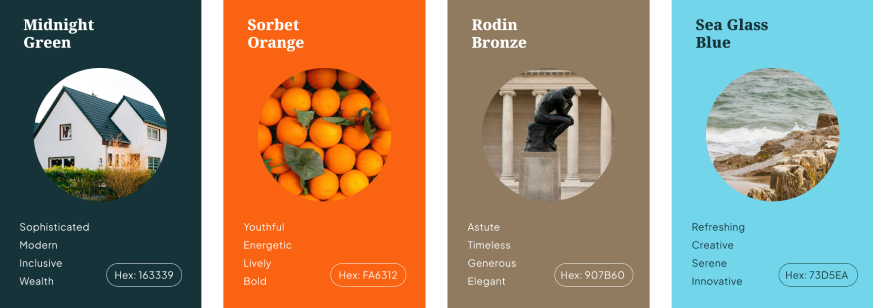 Midnight
Green
Sophisticated
Modern
Inclusive
Wealth
Hex: 163339
Sorbet
Orange
Youthful
Energetic
Lively
Bold
Hex: FA6312
Rodin
Bronze
Astute
Timeless
Generous
Elegant
Hex: 907B60
Sea Glass
Blue
Refreshing
Creative
Serene
Innovative
Hex: 73D5EA